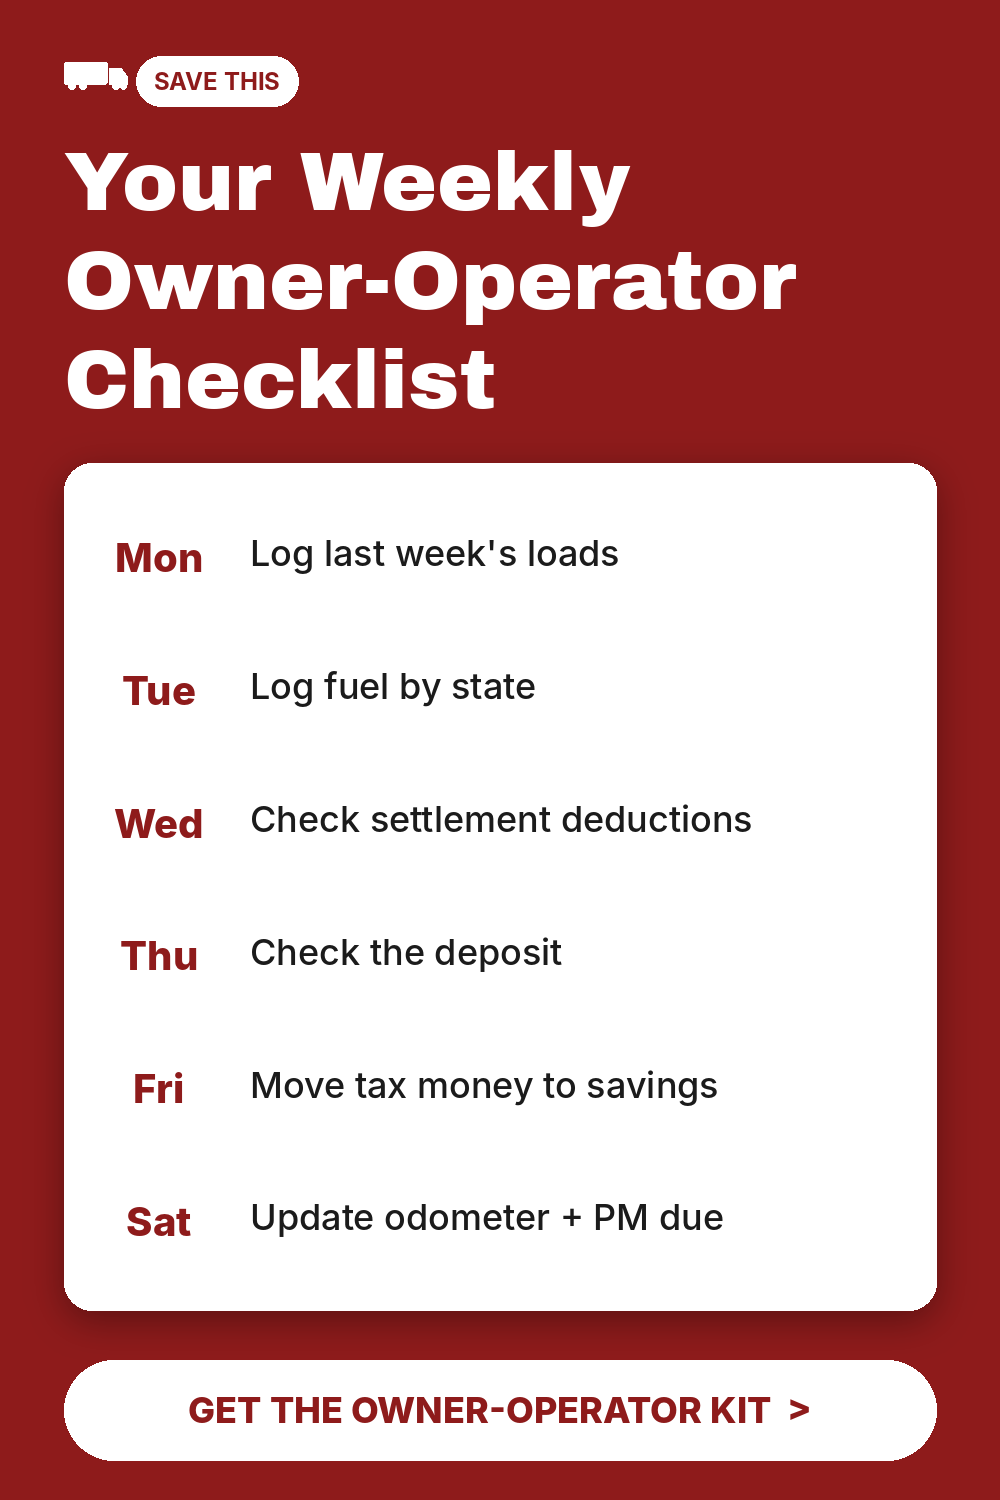 SAVE THIS
Your Weekly
Owner-Operator
Checklist
Mon Log last week's loads
Tue Log fuel by state
Wed Check settlement deductions
Thu Check the deposit
Fri Move tax money to savings
Sat Update odometer + PM due
GET THE OWNER-OPERATOR KIT >